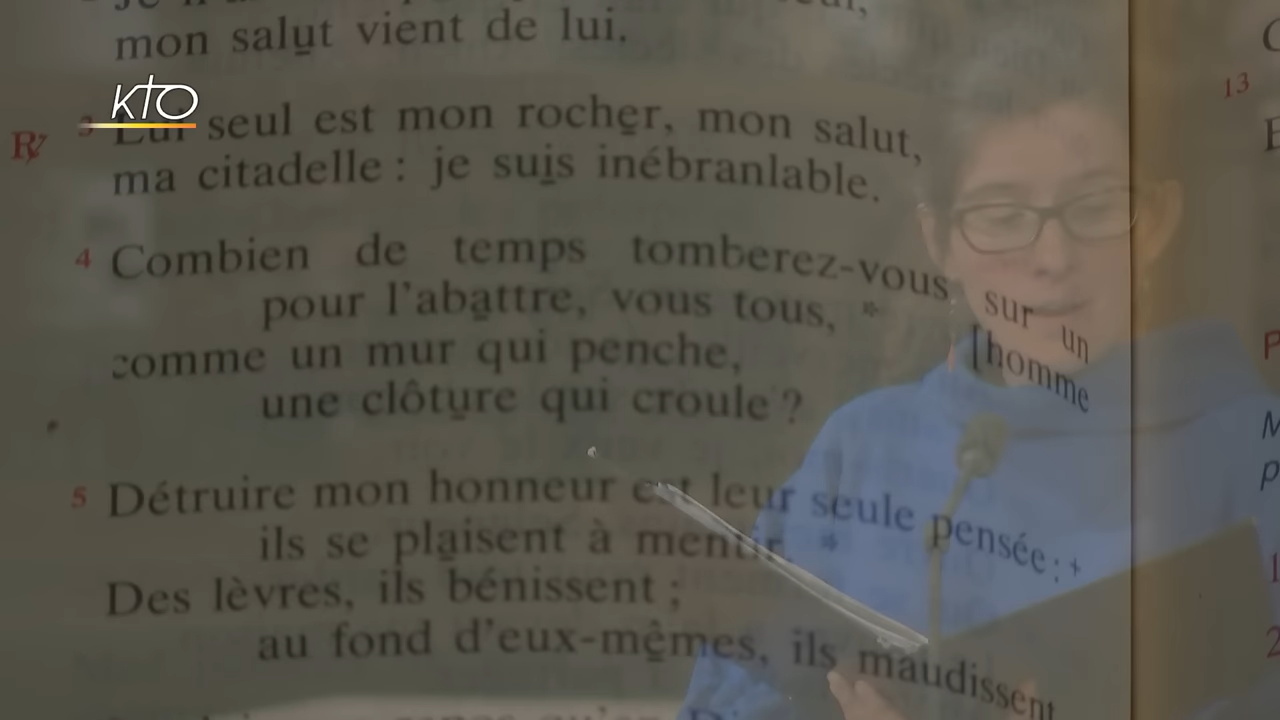 mon salut vient de lui.
KTO
℟ 3 Lui seul est mon rocher, mon salut,
ma citadelle : je suis inébranlable.
4 Combien de temps tomberez-vous sur un
[homme
pour l'abattre, vous tous, *
comme un mur qui penche,
une clôture qui croule ?
5 Détruire mon honneur est leur seule pensée : +
ils se plaisent à mentir. *
Des lèvres, ils bénissent ;
au fond d'eux-mêmes, ils maudissent
13